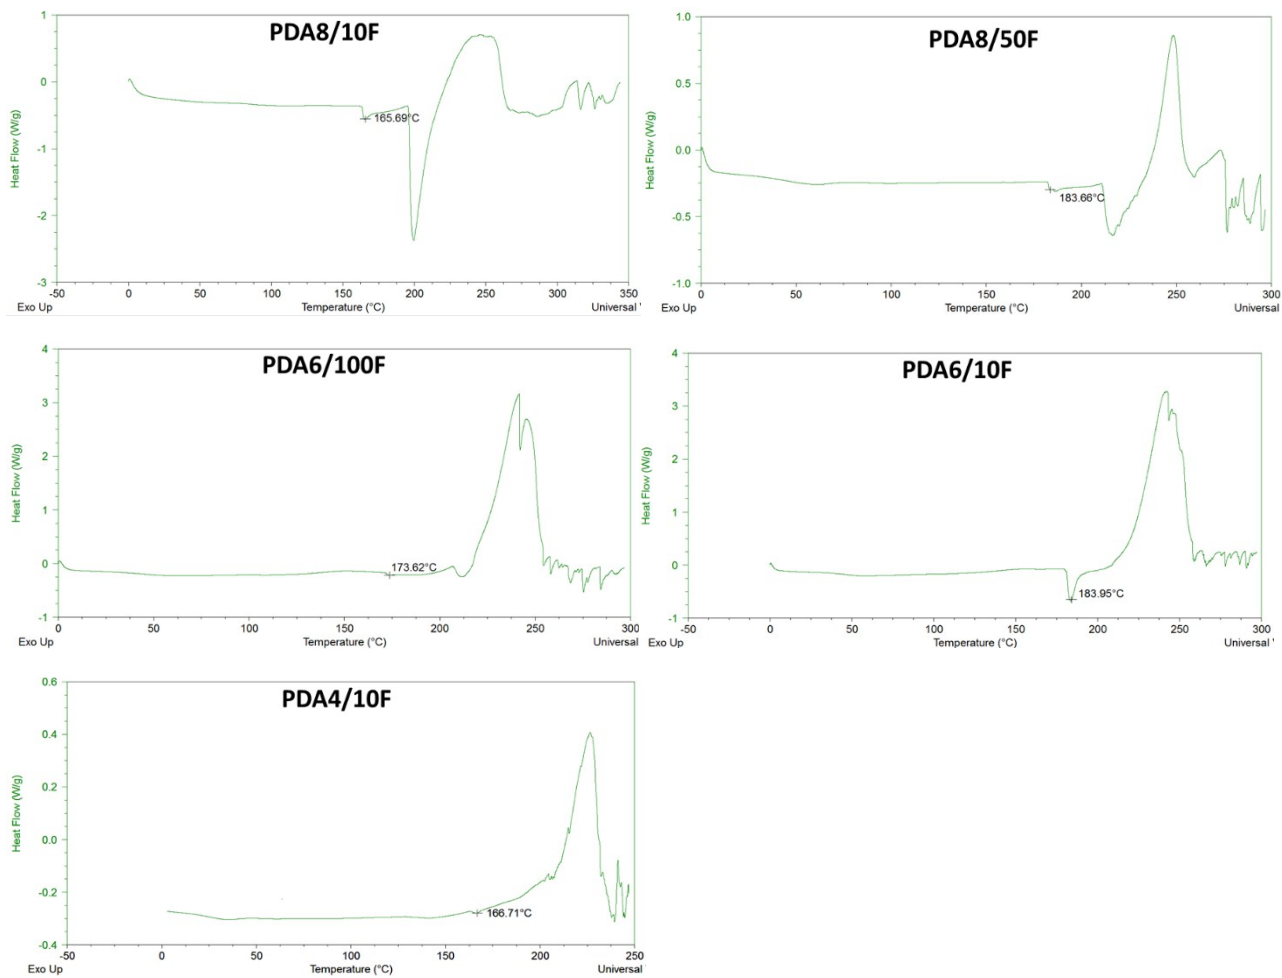 PDA8/10F
1
0
-1
-2
-3
Heat Flow (W/g)
165.69°C
-50 0 50 100 150 200 250 300 350
Exo Up Temperature (°C) Universal '
PDA8/50F
1.0
0.5
0.0
-0.5
-1.0
Heat Flow (W/g)
183.66°C
0 50 100 150 200 250 300
Exo Up Temperature (°C) Universal
PDA6/100F
4
3
2
1
0
-1
Heat Flow (W/g)
173.62°C
0 50 100 150 200 250 300
Exo Up Temperature (°C) Universal
PDA6/10F
4
3
2
1
0
-1
Heat Flow (W/g)
183.95°C
-50 0 50 100 150 200 250 300
Exo Up Temperature (°C) Universal '
PDA4/10F
0.6
0.4
0.2
0.0
-0.2
-0.4
Heat Flow (W/g)
166.71°C
-50 0 50 100 150 200 250
Exo Up Temperature (°C) Universal